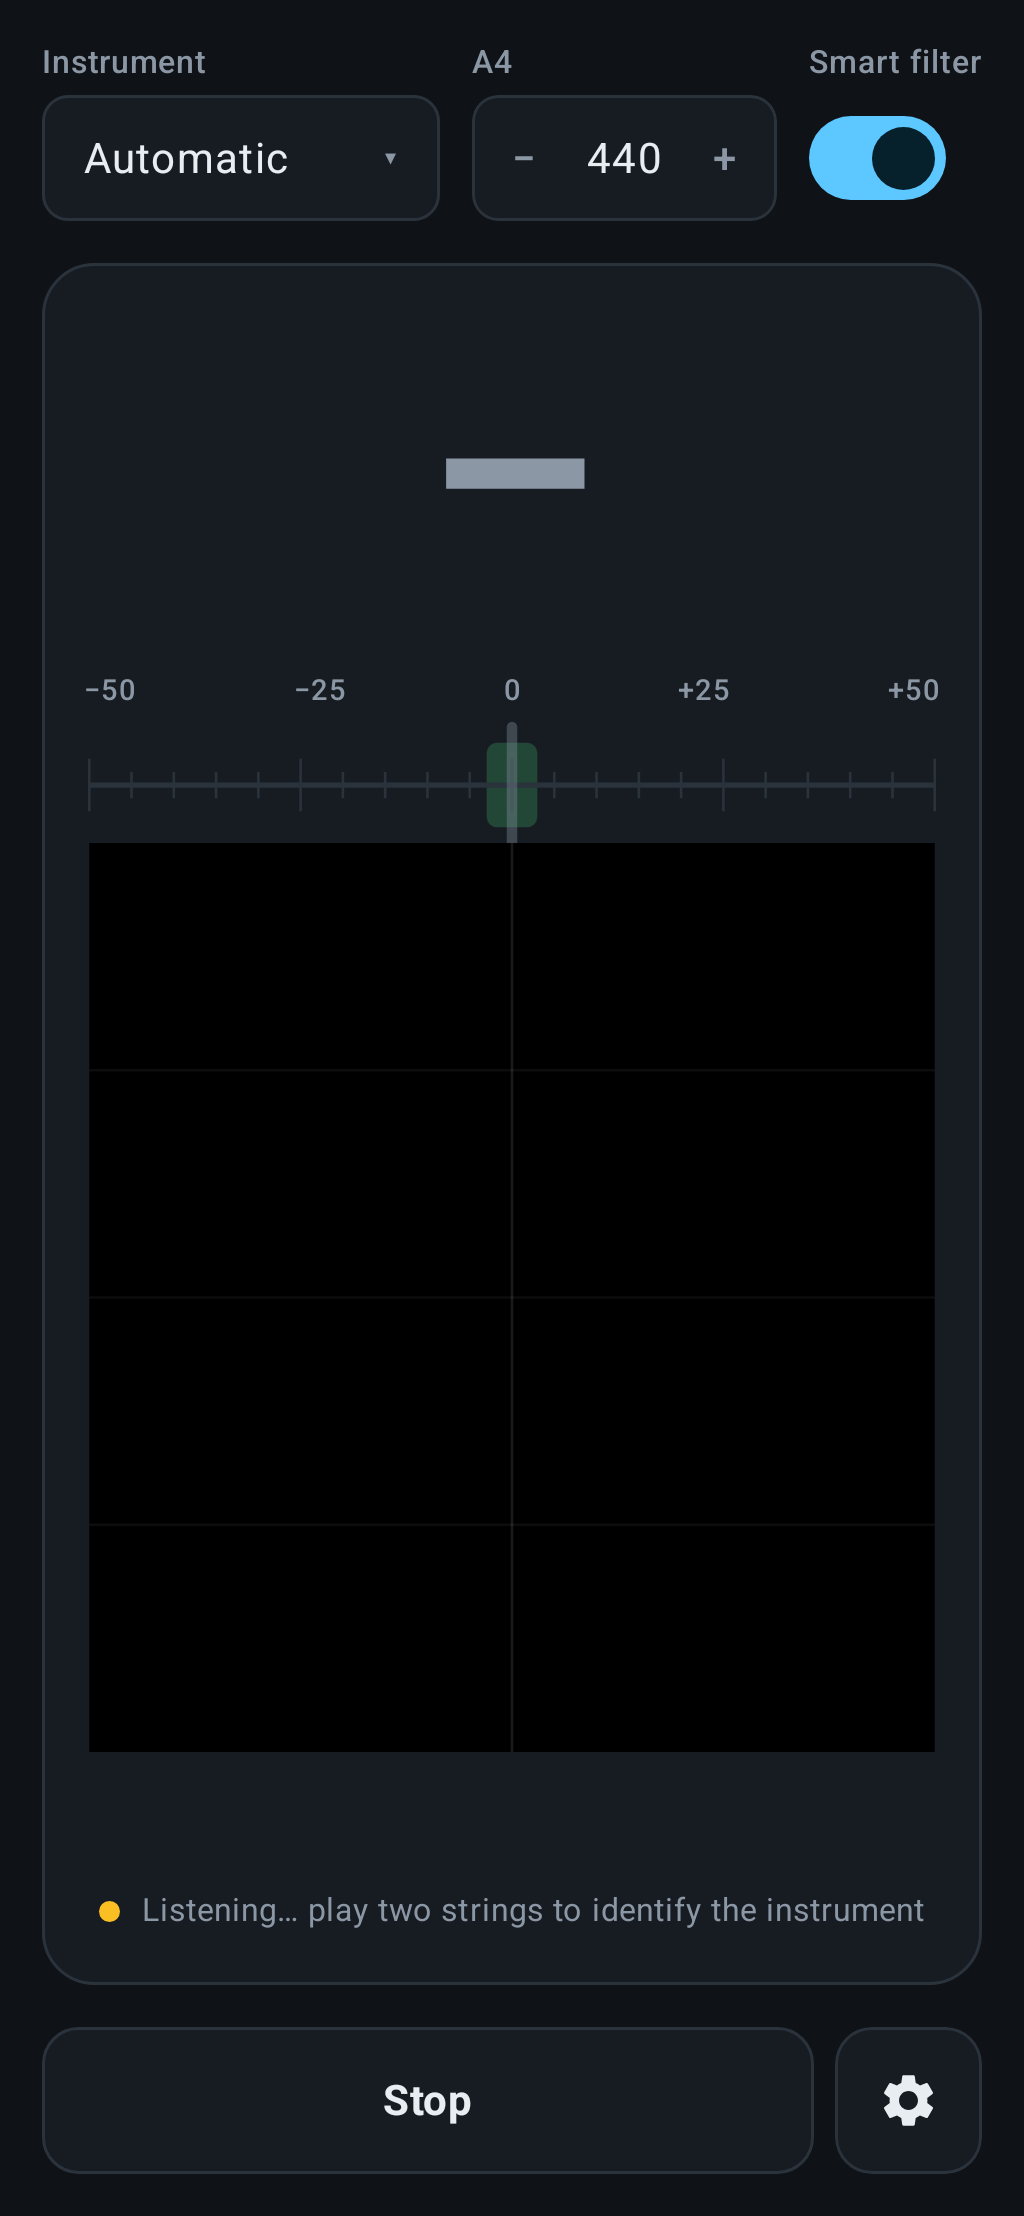 Instrument
A4
Smart filter
Automatic ▾
− 440 +
−50 −25 0 +25 +50
Listening… play two strings to identify the instrument
Stop